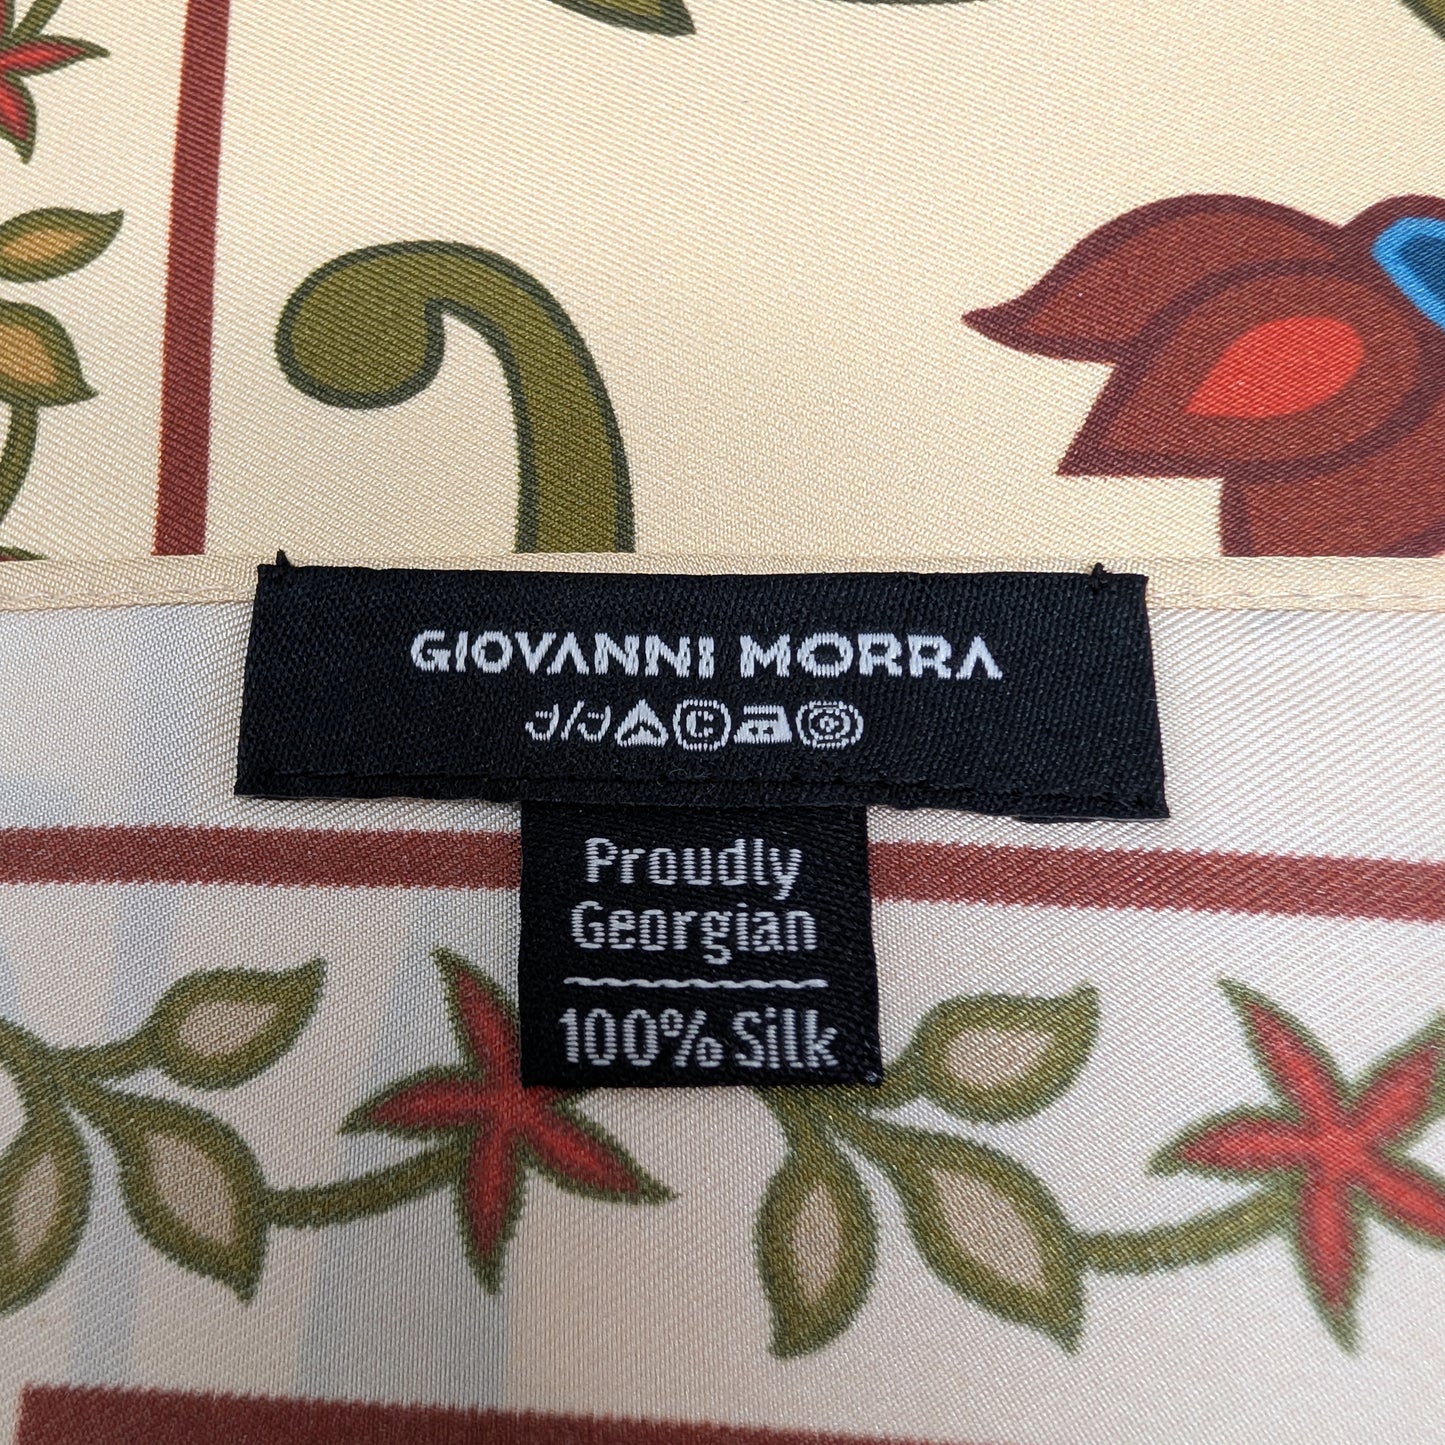 GIOVANNI MORRA
Proudly
Georgian
100% Silk